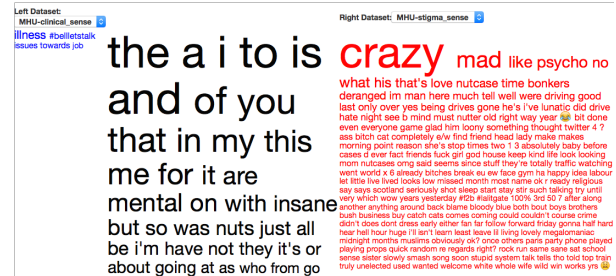 Left Dataset:
MHU-clinical_sense
illness #bellletstalk
issues towards job
the a i to is
and of you
that in my this
me for it are
mental on with insane
but so was nuts just all
be i'm have not they it's or
about going at as who from go
Right Dataset: MHU-stigma_sense
crazy mad like psycho no
what his that's love nutcase time bonkers
deranged im man here much tell well were driving good
last only over yes being drives gone he's i've lunatic did drive
hate night see b mind must nutter old right way year 😂 bit done
even everyone game glad him loony something thought twitter 4 ?
ass bitch cat completely e/w find friend head lady make makes
morning point reason she's stop times two 1 3 absolutely baby before
cases d ever fact friends fuck girl god house keep kind life look looking
mom nutcases omg said seems since stuff they're totally traffic watching
went world x 6 already bitches break eu ew face gym ha happy idea labour
let little live lived looks low missed month most name ok r ready religious
say says scotland seriously shot sleep start stay stir such talking try until
very which wow years yesterday #f2b #laitgate 100% 3rd 50 7 after along
another anything around back blame bloody blue both bout boys brothers
bush business buy catch cats comes coming could couldn't course crime
didn't does dont dress early either fan far follow forward friday gonna half hard
hear hell hour huge i'll isn't learn least leave lil living lovely megalomaniac
midnight months muslims obviously ok? once others pars party phone played
playing props quick random re regards right? rock run same sane sat school
sense sister slowly smash song soon stupid system talk tells tho told top train
truly unelected used wanted welcome white whole wife wild win works yrs 😩